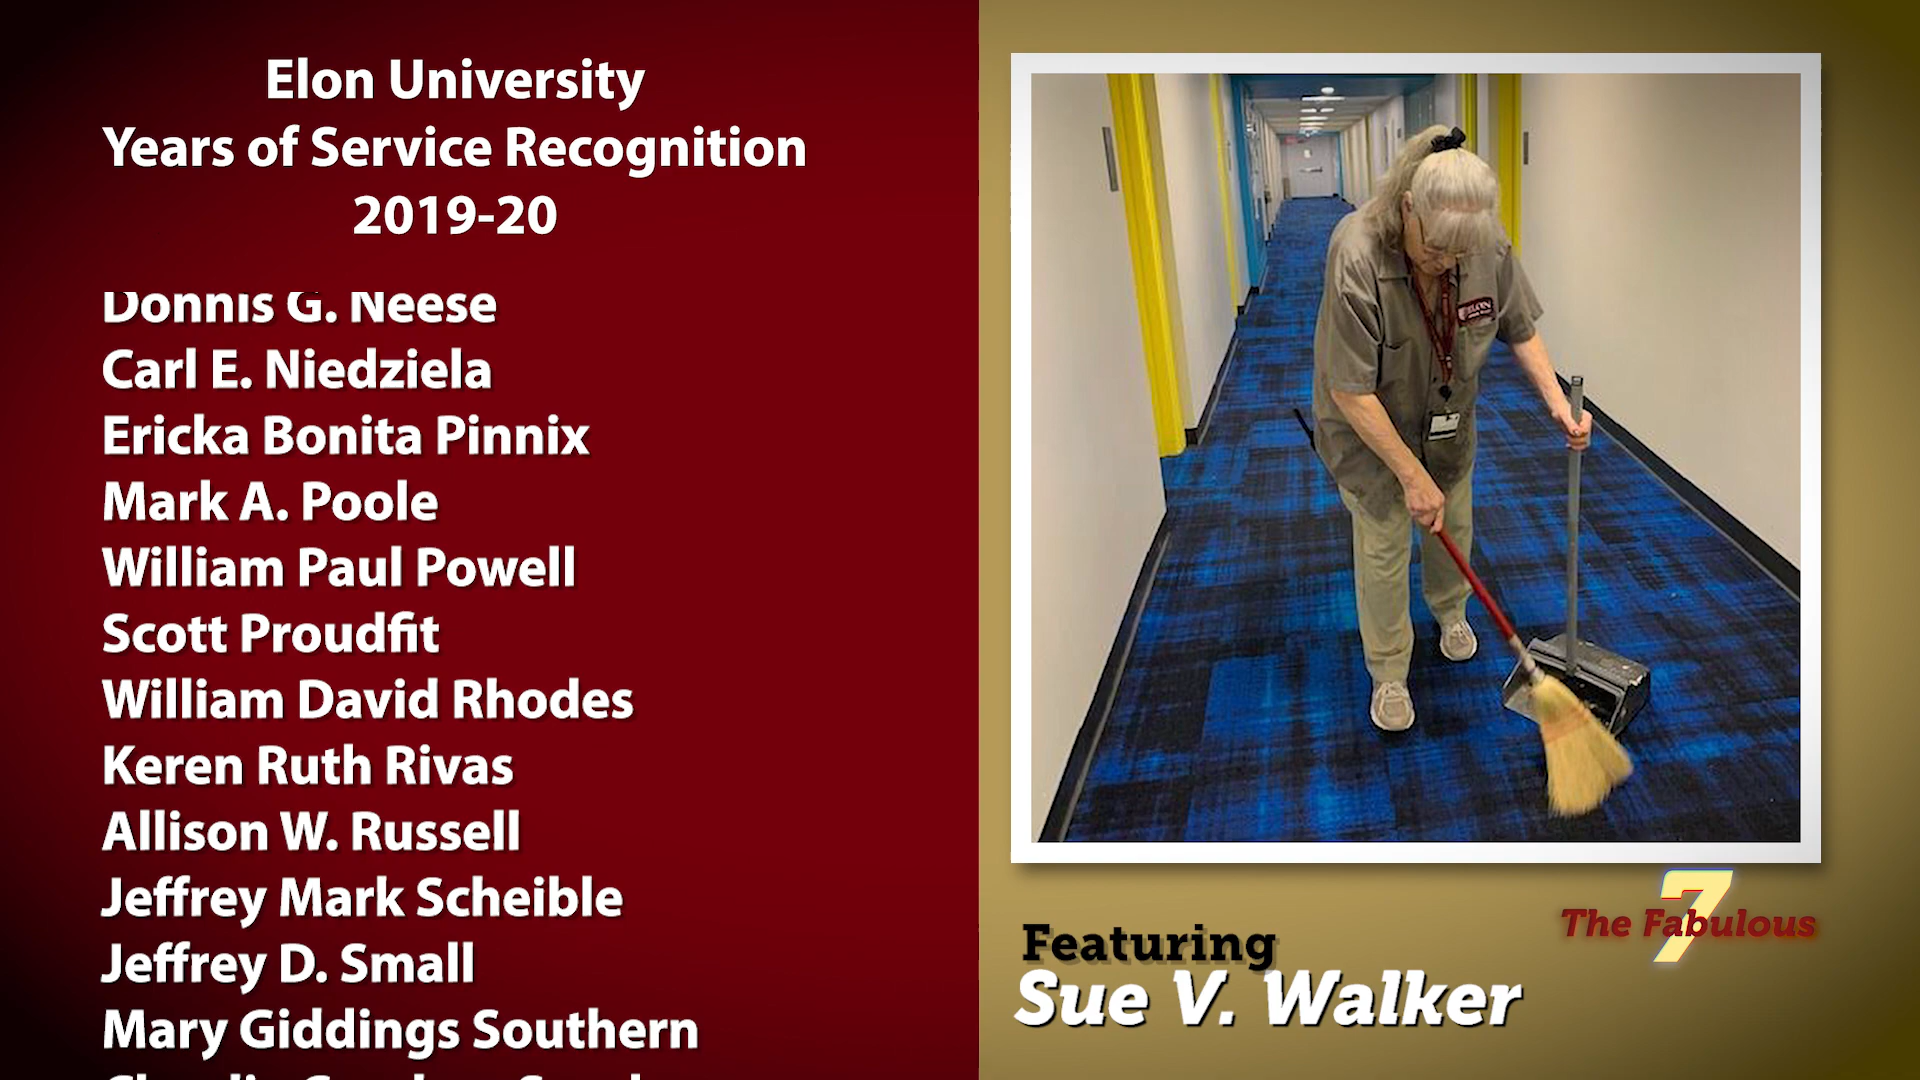 Elon University
Years of Service Recognition
2019-20
Donnis G. Neese
Carl E. Niedziela
Ericka Bonita Pinnix
Mark A. Poole
William Paul Powell
Scott Proudfit
William David Rhodes
Keren Ruth Rivas
Allison W. Russell
Jeffrey Mark Scheible
Jeffrey D. Small
Mary Giddings Southern
ELON
7
The Fabulous
Featuring
Sue V. Walker